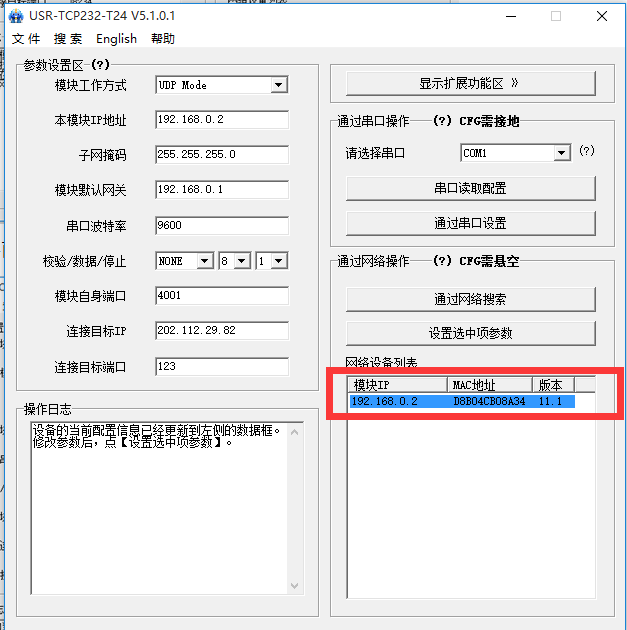 USR-TCP232-T24 V5.1.0.1
文件 搜索 English 帮助
参数设置区-(?)
模块工作方式 UDP Mode
本模块IP地址 192.168.0.2
子网掩码 255.255.255.0
模块默认网关 192.168.0.1
串口波特率 9600
校验/数据/停止 NONE 8 1
模块自身端口 4001
连接目标IP 202.112.29.82
连接目标端口 123
操作日志
设备的当前配置信息已经更新到左侧的数据框。
修改参数后，点【设置选中项参数】。
显示扩展功能区 》
通过串口操作——(?) CFG需接地
请选择串口 COM1 (?)
串口读取配置
通过串口设置
通过网络操作——(?) CFG需悬空
通过网络搜索
设置选中项参数
网络设备列表
模块IP MAC地址 版本
192.168.0.2 D8B04CB08A34 11.1